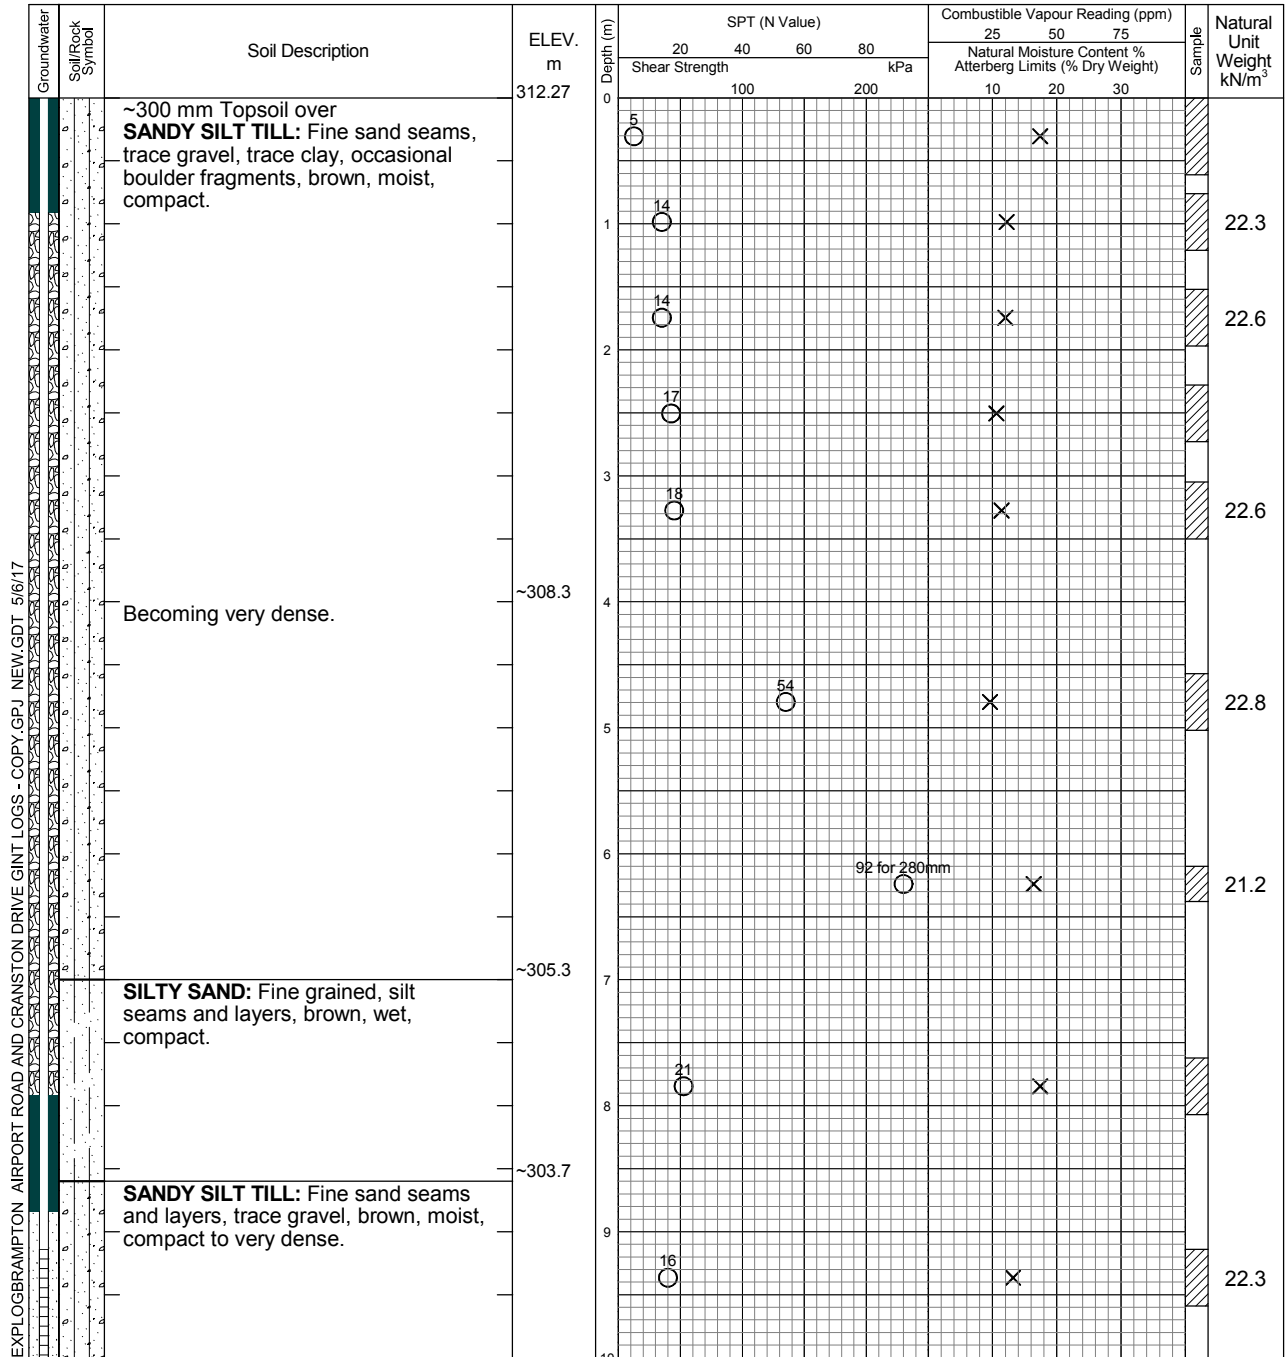 Groundwater
Soil/Rock
Symbol
Soil Description
ELEV.
m
312.27
Depth (m)
SPT (N Value)
20 40 60 80
Shear Strength kPa
100 200
Combustible Vapour Reading (ppm)
25 50 75
Natural Moisture Content %
Atterberg Limits (% Dry Weight)
10 20 30
Sample
Natural
Unit
Weight
kN/m³
0
~300 mm Topsoil over
SANDY SILT TILL: Fine sand seams,
trace gravel, trace clay, occasional
boulder fragments, brown, moist,
compact.
5
14
1
22.3
14
22.6
2
17
3
18
22.6
~308.3
4
Becoming very dense.
54
22.8
5
6
92 for 280mm
21.2
~305.3
7
SILTY SAND: Fine grained, silt
seams and layers, brown, wet,
compact.
21
8
~303.7
SANDY SILT TILL: Fine sand seams
and layers, trace gravel, brown, moist,
compact to very dense.
9
16
22.3
10
EXPLOGBRAMPTON AIRPORT ROAD AND CRANSTON DRIVE GINT LOGS - COPY.GPJ NEW.GDT 5/6/17